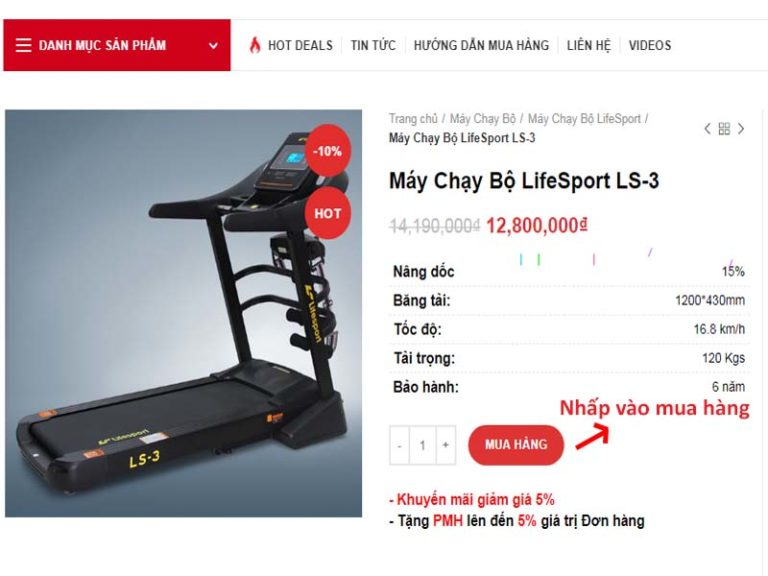 DANH MỤC SẢN PHẨM
HOT DEALS
TIN TỨC
HƯỚNG DẪN MUA HÀNG
LIÊN HỆ
VIDEOS
-10%
HOT
Lifesport
Lifesport
LS-3
Trang chủ / Máy Chạy Bộ / Máy Chạy Bộ LifeSport /
Máy Chạy Bộ LifeSport LS-3
Máy Chạy Bộ LifeSport LS-3
14,190,000₫ 12,800,000₫
Nâng dốc 15%
Băng tải: 1200*430mm
Tốc độ: 16.8 km/h
Tải trọng: 120 Kgs
Bảo hành: 6 năm
Nhấp vào mua hàng
- 1 +
MUA HÀNG
- Khuyến mãi giảm giá 5%
- Tặng PMH lên đến 5% giá trị Đơn hàng